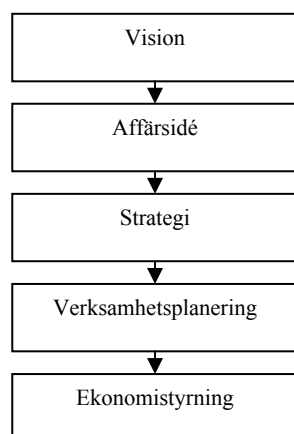 Vision
Affärsidé
Strategi
Verksamhetsplanering
Ekonomistyrning